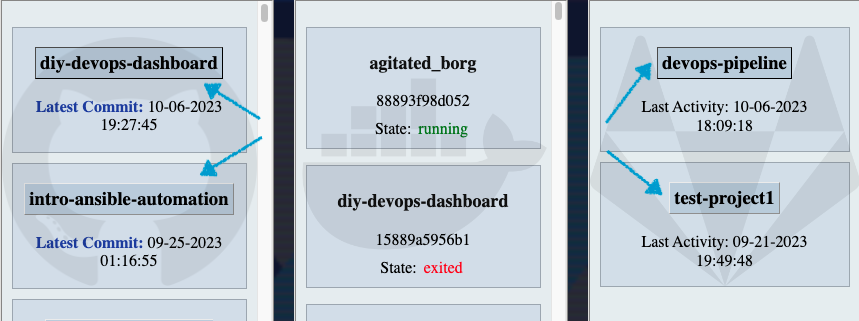 diy-devops-dashboard
Latest Commit: 10-06-2023
19:27:45
intro-ansible-automation
Latest Commit: 09-25-2023
01:16:55
agitated_borg
88893f98d052
State: running
diy-devops-dashboard
15889a5956b1
State: exited
devops-pipeline
Last Activity: 10-06-2023
18:09:18
test-project1
Last Activity: 09-21-2023
19:49:48